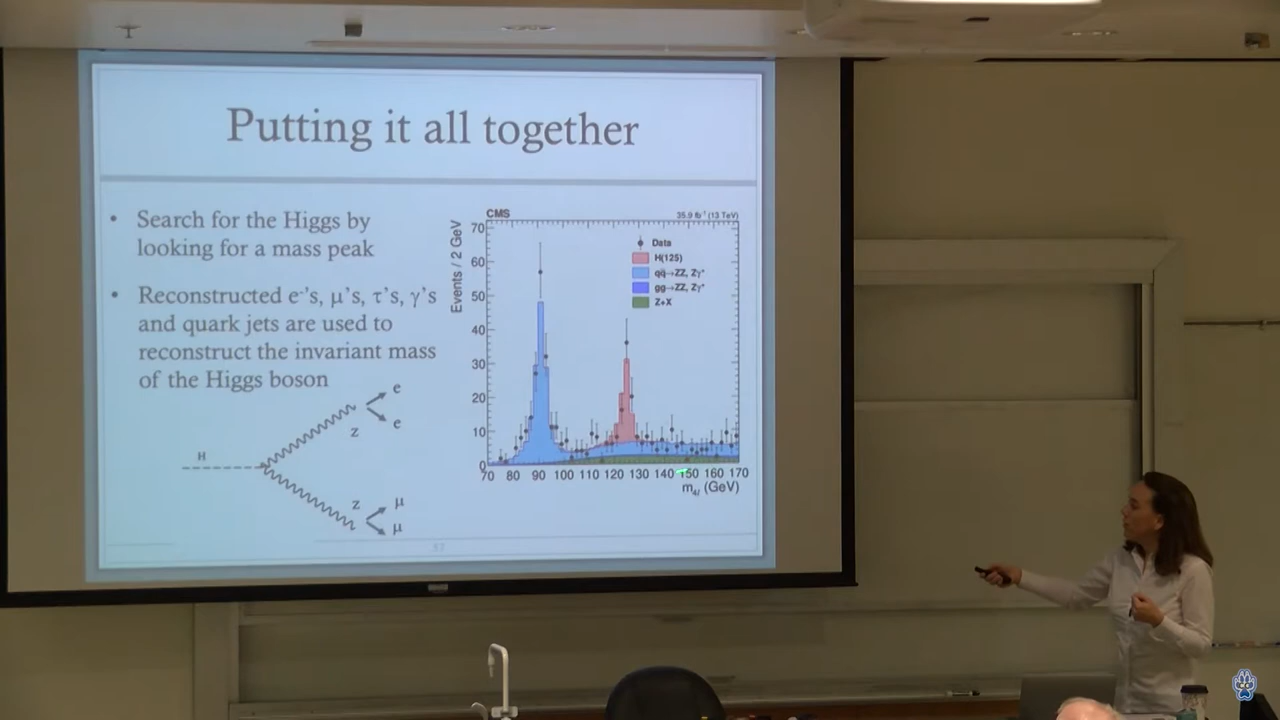 Putting it all together
• Search for the Higgs by
looking for a mass peak
• Reconstructed e⁻'s, μ's, τ's, γ's
and quark jets are used to
reconstruct the invariant mass
of the Higgs boson
H
Z
e
e
Z
μ
μ
CMS
35.9 fb⁻¹ (13 TeV)
Events / 2 GeV
70
60
50
40
30
20
10
0
Data
H(125)
qq̄→ZZ, Zγ*
gg→ZZ, Zγ*
Z+X
70 80 90 100 110 120 130 140 150 160 170
m4l (GeV)